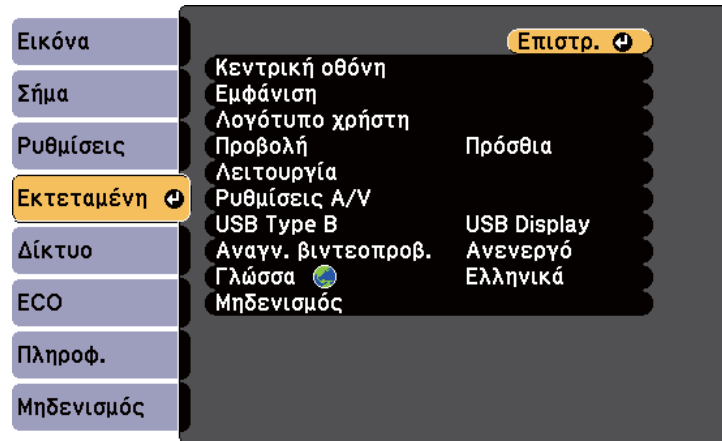 Εικόνα
Σήμα
Ρυθμίσεις
Εκτεταμένη
Δίκτυο
ECO
Πληροφ.
Μηδενισμός
Επιστρ.
Κεντρική οθόνη
Εμφάνιση
Λογότυπο χρήστη
Προβολή Πρόσθια
Λειτουργία
Ρυθμίσεις A/V
USB Type B USB Display
Αναγν. βιντεοπροβ. Ανενεργό
Γλώσσα Ελληνικά
Μηδενισμός